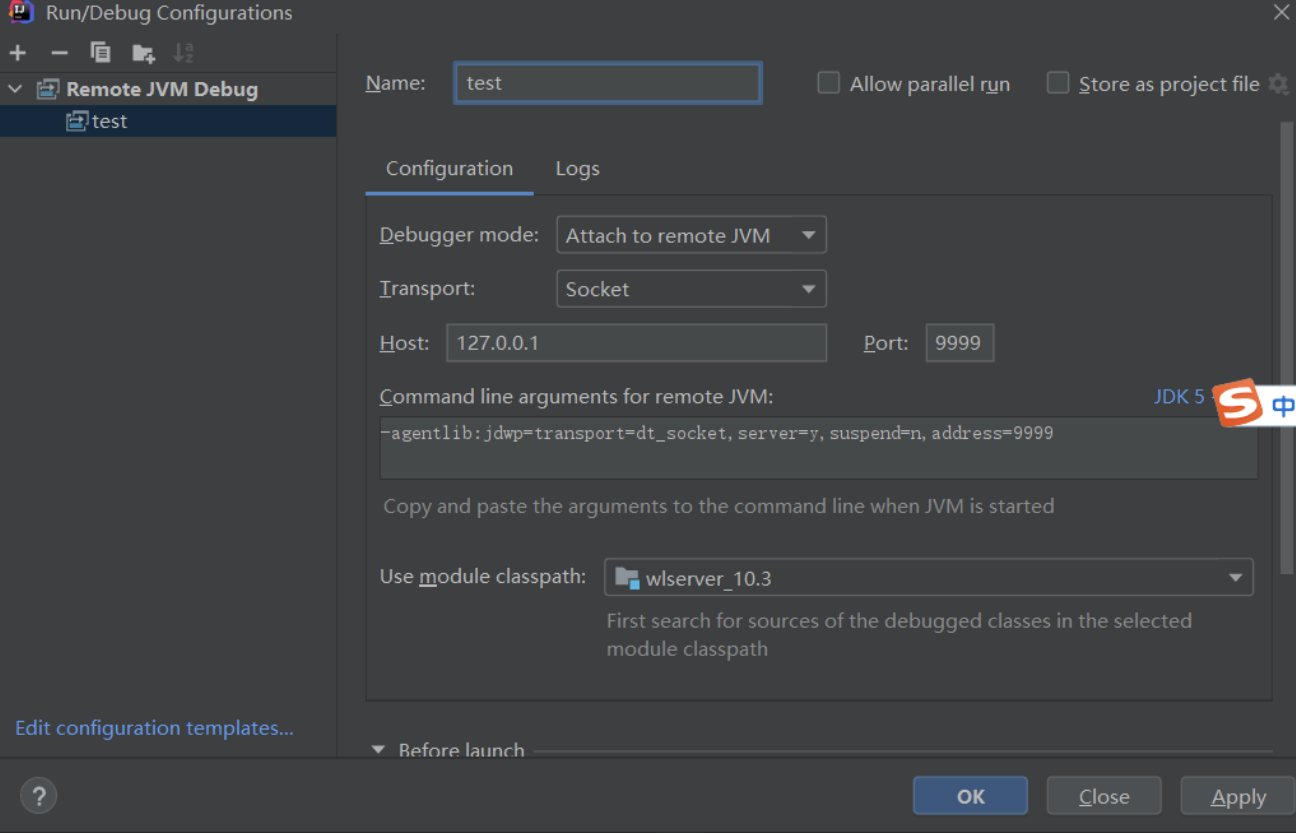 Run/Debug Configurations
Remote JVM Debug
test
Edit configuration templates...
Name: test
Allow parallel run
Store as project file
Configuration Logs
Debugger mode: Attach to remote JVM
Transport: Socket
Host: 127.0.0.1 Port: 9999
Command line arguments for remote JVM: JDK 5
-agentlib:jdwp=transport=dt_socket,server=y,suspend=n,address=9999
Copy and paste the arguments to the command line when JVM is started
Use module classpath: wlserver_10.3
First search for sources of the debugged classes in the selected
module classpath
Before launch
? OK Close Apply
S 中